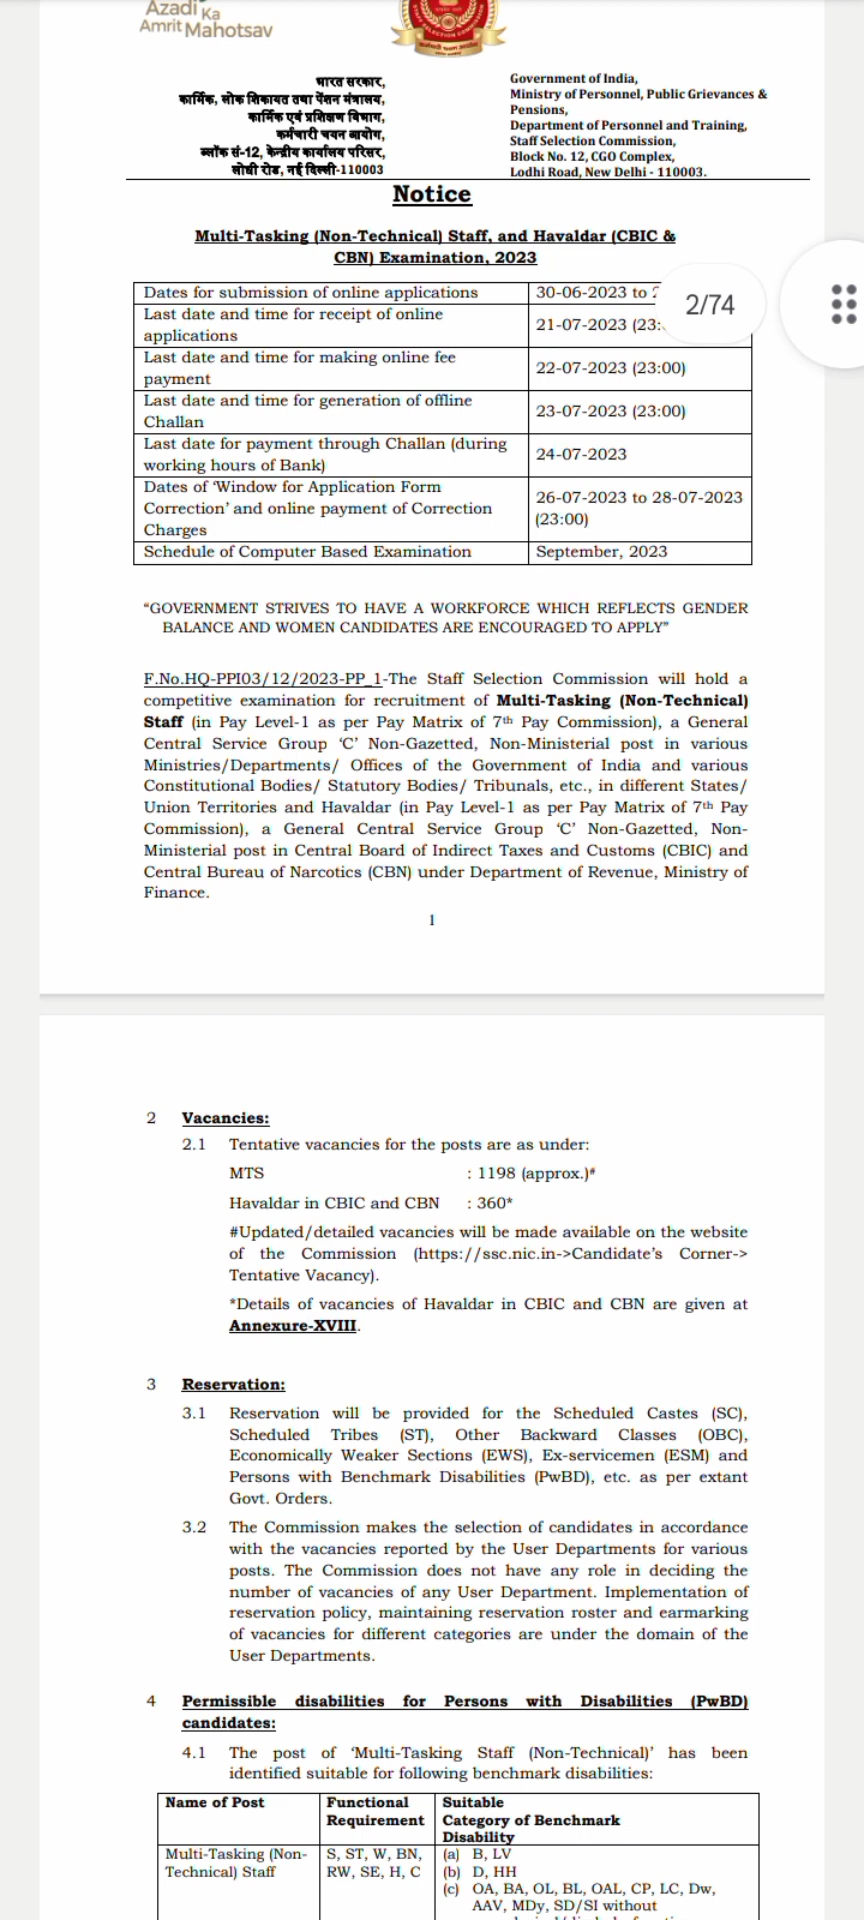 Azadi Ka
Amrit Mahotsav
STAFF SELECTION COMMISSION
कर्मचारी चयन आयोग
भारत सरकार,
कार्मिक, लोक शिकायत तथा पेंशन मंत्रालय,
कार्मिक एवं प्रशिक्षण विभाग,
कर्मचारी चयन आयोग,
ब्लॉक सं-12, केन्द्रीय कार्यालय परिसर,
लोधी रोड, नई दिल्ली-110003
Government of India,
Ministry of Personnel, Public Grievances &
Pensions,
Department of Personnel and Training,
Staff Selection Commission,
Block No. 12, CGO Complex,
Lodhi Road, New Delhi - 110003.
Notice
Multi-Tasking (Non-Technical) Staff, and Havaldar (CBIC &
CBN) Examination, 2023
Dates for submission of online applications 30-06-2023 to
2/74
Last date and time for receipt of online
applications 21-07-2023 (23:
Last date and time for making online fee
payment 22-07-2023 (23:00)
Last date and time for generation of offline
Challan 23-07-2023 (23:00)
Last date for payment through Challan (during
working hours of Bank) 24-07-2023
Dates of ‘Window for Application Form
Correction’ and online payment of Correction
Charges
26-07-2023 to 28-07-2023
(23:00)
Schedule of Computer Based Examination September, 2023
“GOVERNMENT STRIVES TO HAVE A WORKFORCE WHICH REFLECTS GENDER
BALANCE AND WOMEN CANDIDATES ARE ENCOURAGED TO APPLY”
F.No.HQ-PPI03/12/2023-PP_1-The Staff Selection Commission will hold a
competitive examination for recruitment of Multi-Tasking (Non-Technical)
Staff (in Pay Level-1 as per Pay Matrix of 7th Pay Commission), a General
Central Service Group ‘C’ Non-Gazetted, Non-Ministerial post in various
Ministries/Departments/ Offices of the Government of India and various
Constitutional Bodies/ Statutory Bodies/ Tribunals, etc., in different States/
Union Territories and Havaldar (in Pay Level-1 as per Pay Matrix of 7th Pay
Commission), a General Central Service Group ‘C’ Non-Gazetted, Non-
Ministerial post in Central Board of Indirect Taxes and Customs (CBIC) and
Central Bureau of Narcotics (CBN) under Department of Revenue, Ministry of
Finance.
1
2 Vacancies:
2.1 Tentative vacancies for the posts are as under:
MTS : 1198 (approx.)#
Havaldar in CBIC and CBN : 360*
#Updated/detailed vacancies will be made available on the website
of the Commission (https://ssc.nic.in->Candidate’s Corner->
Tentative Vacancy).
*Details of vacancies of Havaldar in CBIC and CBN are given at
Annexure-XVIII.
3 Reservation:
3.1 Reservation will be provided for the Scheduled Castes (SC),
Scheduled Tribes (ST), Other Backward Classes (OBC),
Economically Weaker Sections (EWS), Ex-servicemen (ESM) and
Persons with Benchmark Disabilities (PwBD), etc. as per extant
Govt. Orders.
3.2 The Commission makes the selection of candidates in accordance
with the vacancies reported by the User Departments for various
posts. The Commission does not have any role in deciding the
number of vacancies of any User Department. Implementation of
reservation policy, maintaining reservation roster and earmarking
of vacancies for different categories are under the domain of the
User Departments.
4 Permissible disabilities for Persons with Disabilities (PwBD)
candidates:
4.1 The post of ‘Multi-Tasking Staff (Non-Technical)’ has been
identified suitable for following benchmark disabilities:
Name of Post
Functional
Requirement
Suitable
Category of Benchmark
Disability
Multi-Tasking (Non-
Technical) Staff
S, ST, W, BN,
RW, SE, H, C
(a) B, LV
(b) D, HH
(c) OA, BA, OL, BL, OAL, CP, LC, Dw,
AAV, MDy, SD/SI without